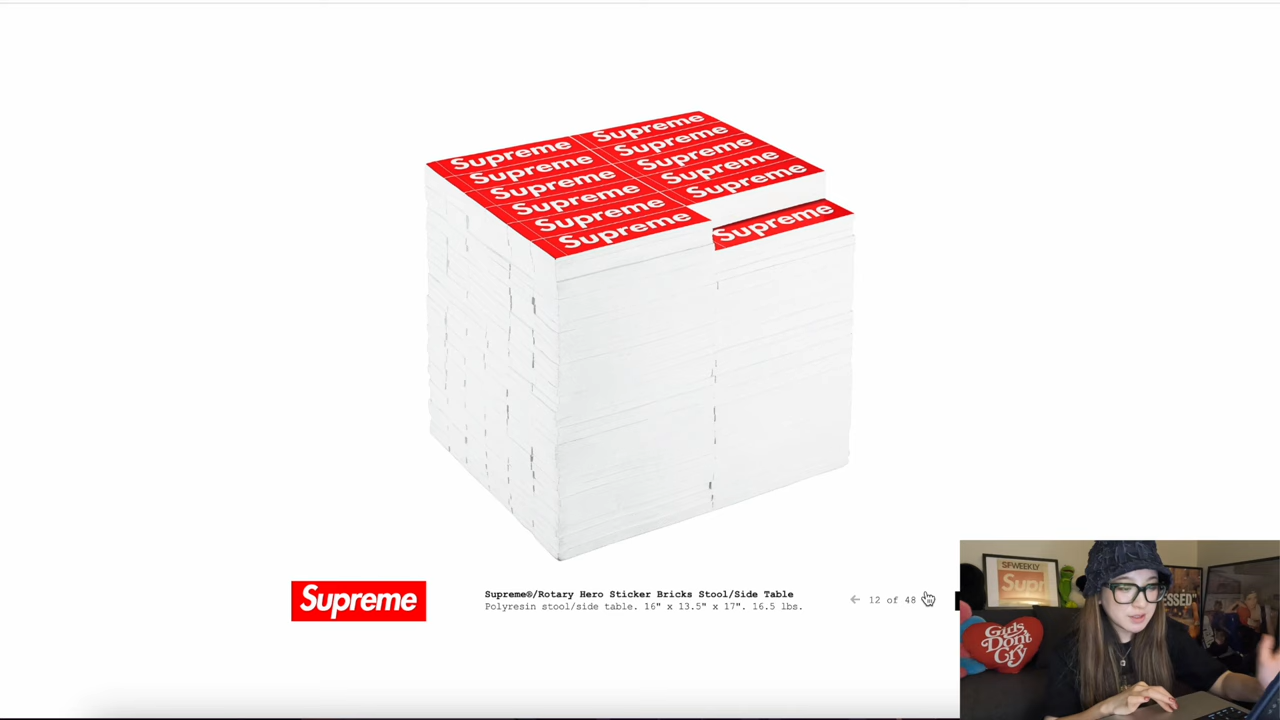 Supreme Supreme
Supreme Supreme
Supreme Supreme
Supreme Supreme
Supreme Supreme
Supreme Supreme
Supreme
Supreme®/Rotary Hero Sticker Bricks Stool/Side Table
Polyresin stool/side table. 16" x 13.5" x 17". 16.5 lbs.
12 of 48
SFWEEKLY
Supr
Girls
Don't
Cry